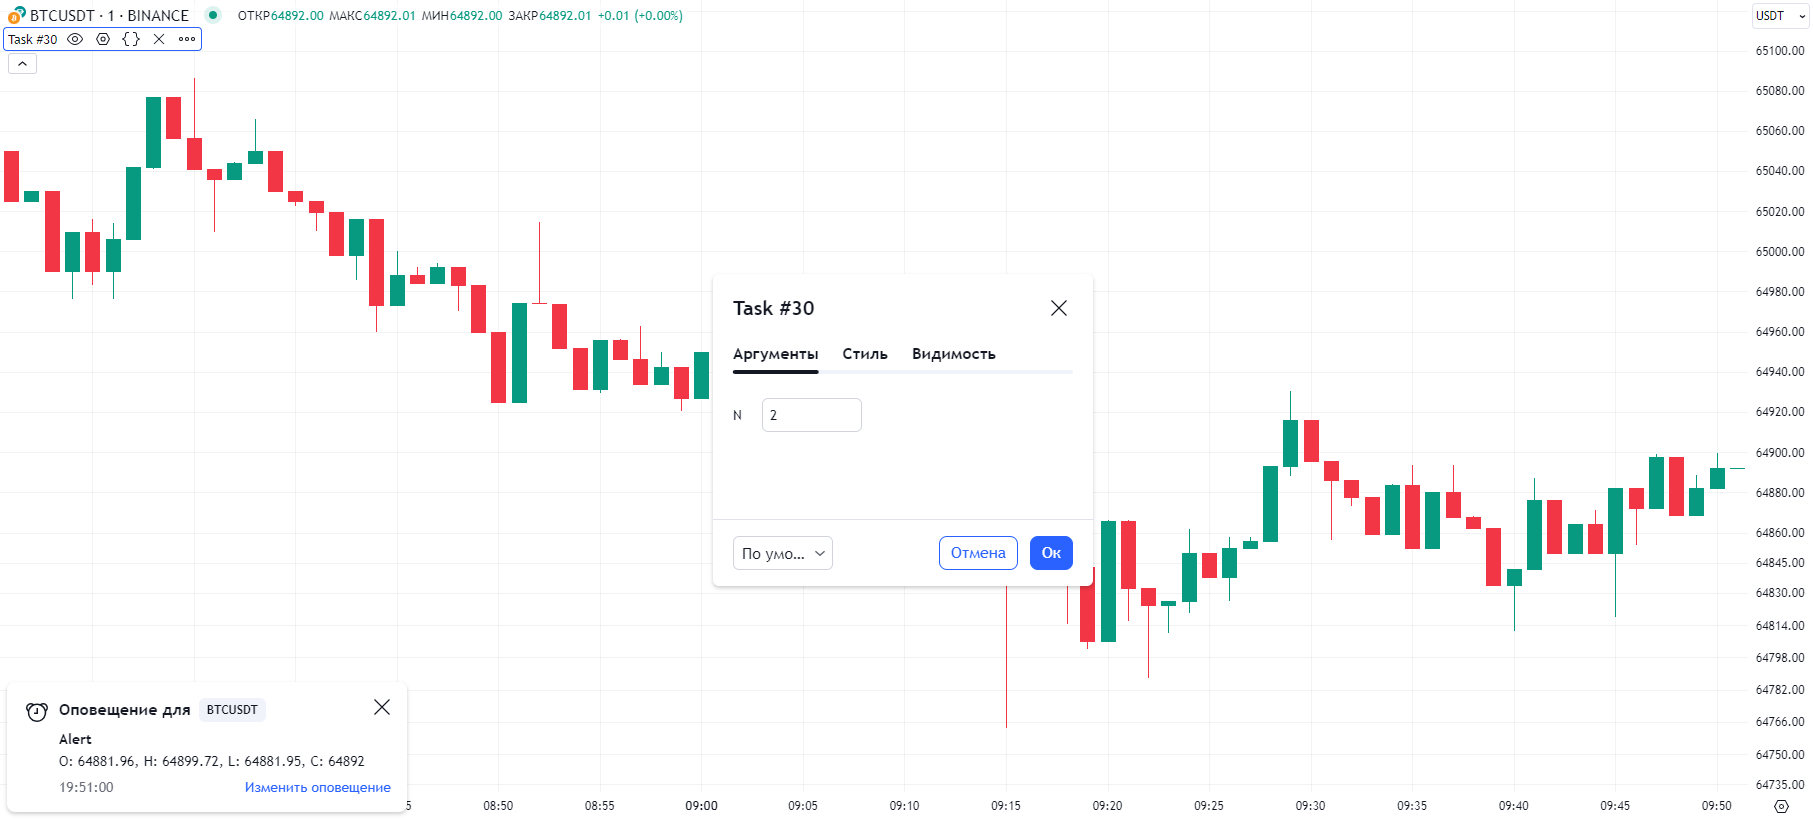 BTCUSDT · 1 · BINANCE ОТКР64892.00 МАКС64892.01 МИН64892.00 ЗАКР64892.01 +0.01 (+0.00%)
USDT
Task #30
65100.00
65080.00
65060.00
65040.00
65020.00
65000.00
64980.00
64960.00
64940.00
64920.00
64900.00
64880.00
64860.00
64845.00
64830.00
64814.00
64798.00
64782.00
64766.00
64750.00
64735.00
Task #30
Аргументы Стиль Видимость
N 2
По умо... Отмена Ок
Оповещение для BTCUSDT
Alert
O: 64881.96, H: 64899.72, L: 64881.95, C: 64892
19:51:00 Изменить оповещение
5 08:50 08:55 09:00 09:05 09:10 09:15 09:20 09:25 09:30 09:35 09:40 09:45 09:50